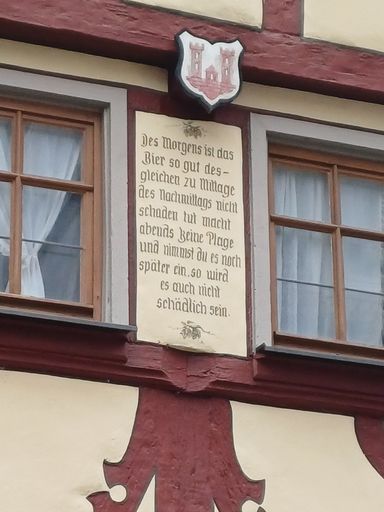 Des Morgens ist das
Bier so gut des-
gleichen zu Mittage
des Nachmittags nicht
schaden tut macht
abends keine Plage
und nimmst du es noch
später ein, so wird
es auch nicht
schädlich sein.